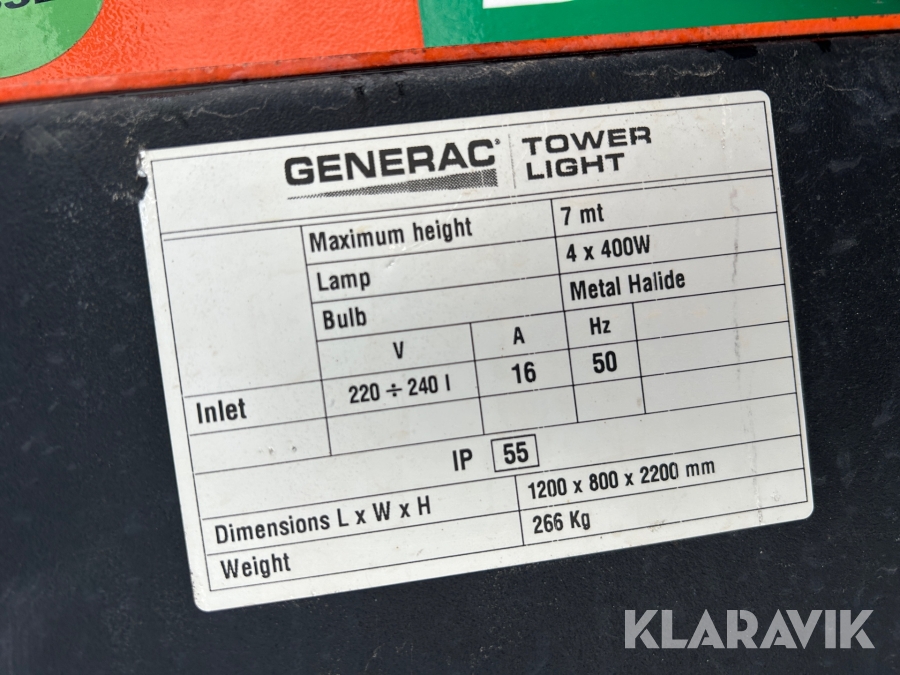 GENERAC
TOWER
LIGHT
Maximum height 7 mt
Lamp 4 x 400W
Bulb Metal Halide
V A Hz
Inlet 220 ÷ 240 I 16 50
IP 55
Dimensions L x W x H 1200 x 800 x 2200 mm
Weight 266 Kg
KLARAVIK